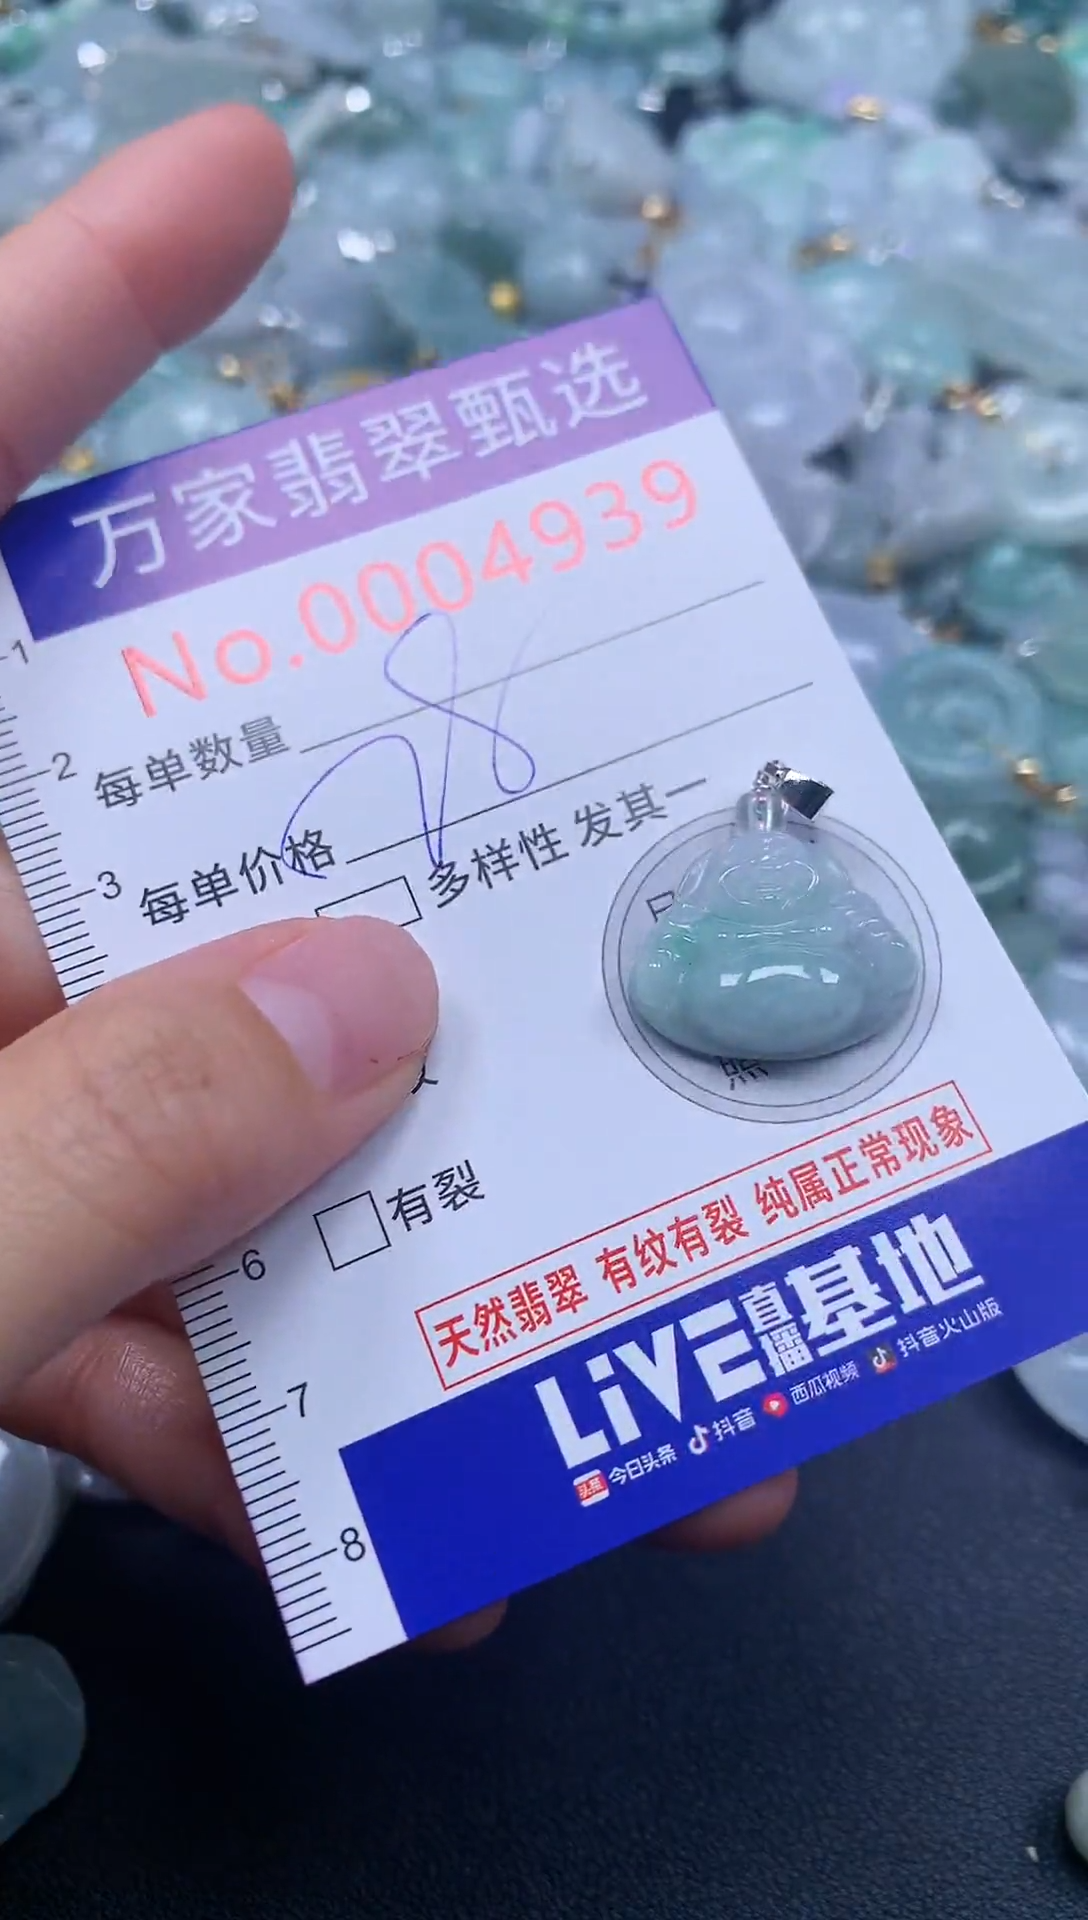 万家翡翠甄选
No.0004939
每单数量
每单价格
78
多样性 发其一
有裂
天然翡翠 有纹有裂 纯属正常现象
LiVE直播基地
头条 今日头条 抖音 西瓜视频 抖音火山版
1
2
3
6
7
8